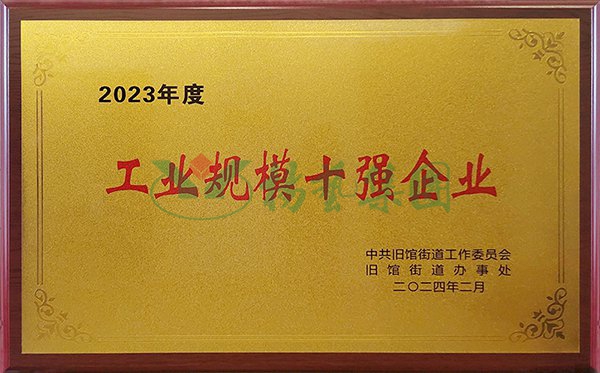 2023年度
工业规模十强企业
中共旧馆街道工作委员会
旧馆街道办事处
二〇二四年二月